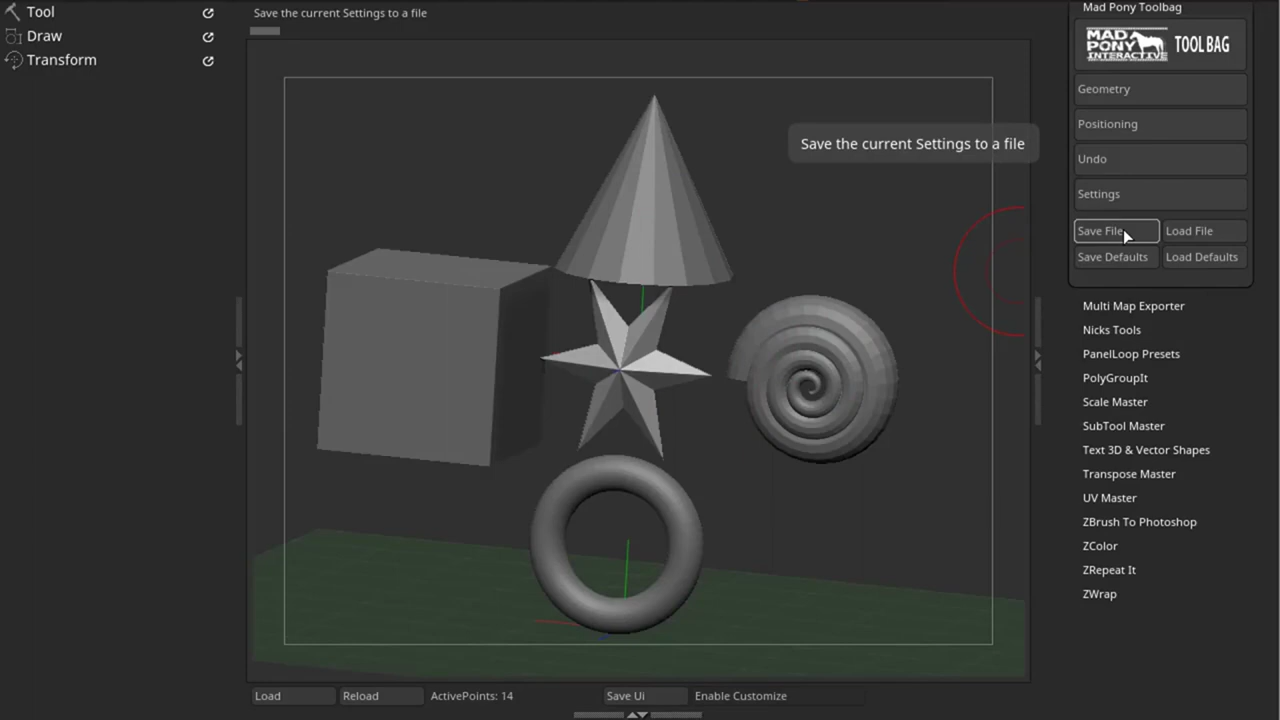 Tool
Draw
Transform
Save the current Settings to a file
Save the current Settings to a file
Mad Pony Toolbag
MAD PONY INTERACTIVE TOOL BAG
Geometry
Positioning
Undo
Settings
Save File Load File
Save Defaults Load Defaults
Multi Map Exporter
Nicks Tools
PanelLoop Presets
PolyGroupIt
Scale Master
SubTool Master
Text 3D & Vector Shapes
Transpose Master
UV Master
ZBrush To Photoshop
ZColor
ZRepeat It
ZWrap
Load Reload ActivePoints: 14 Save Ui Enable Customize